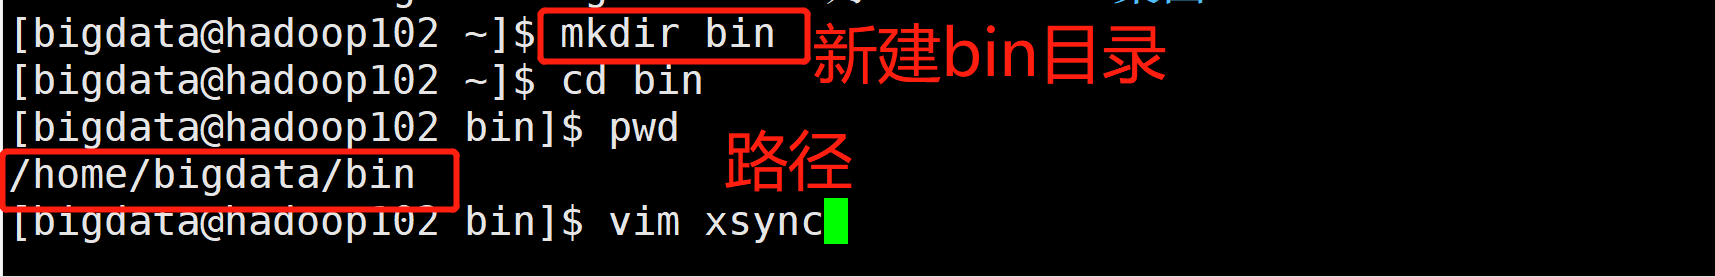 [bigdata@hadoop102 ~]$ mkdir bin 新建bin目录
[bigdata@hadoop102 ~]$ cd bin
[bigdata@hadoop102 bin]$ pwd
路径
/home/bigdata/bin
[bigdata@hadoop102 bin]$ vim xsync